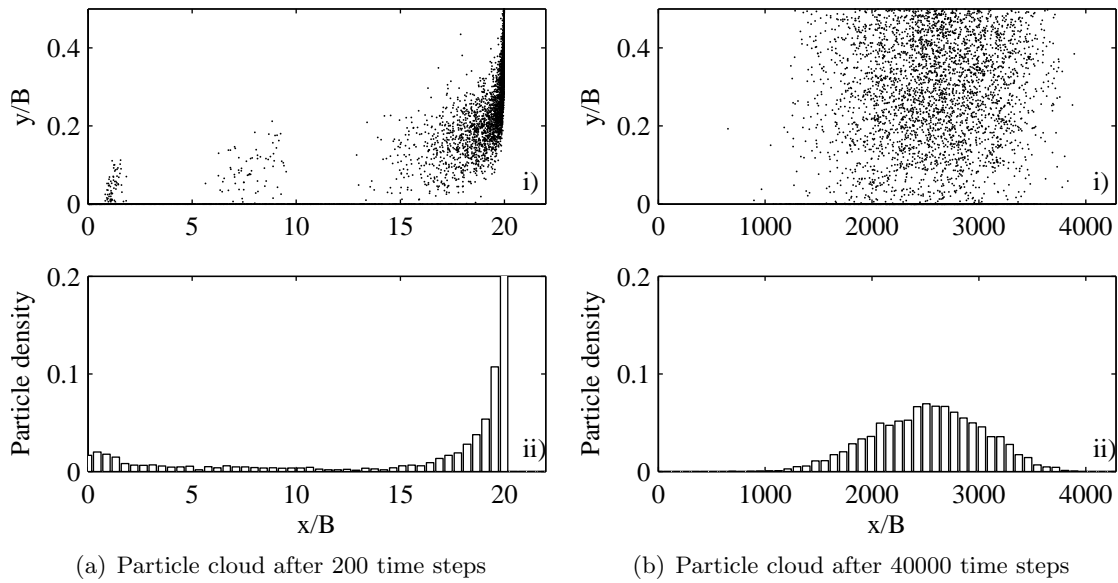 0.4
0.2
0
y/B
i)
0 5 10 15 20
0.4
0.2
0
y/B
i)
0 1000 2000 3000 4000
0.2
0.1
0
Particle density
ii)
0 5 10 15 20
x/B
0.2
0.1
0
Particle density
ii)
0 1000 2000 3000 4000
x/B
(a) Particle cloud after 200 time steps
(b) Particle cloud after 40000 time steps